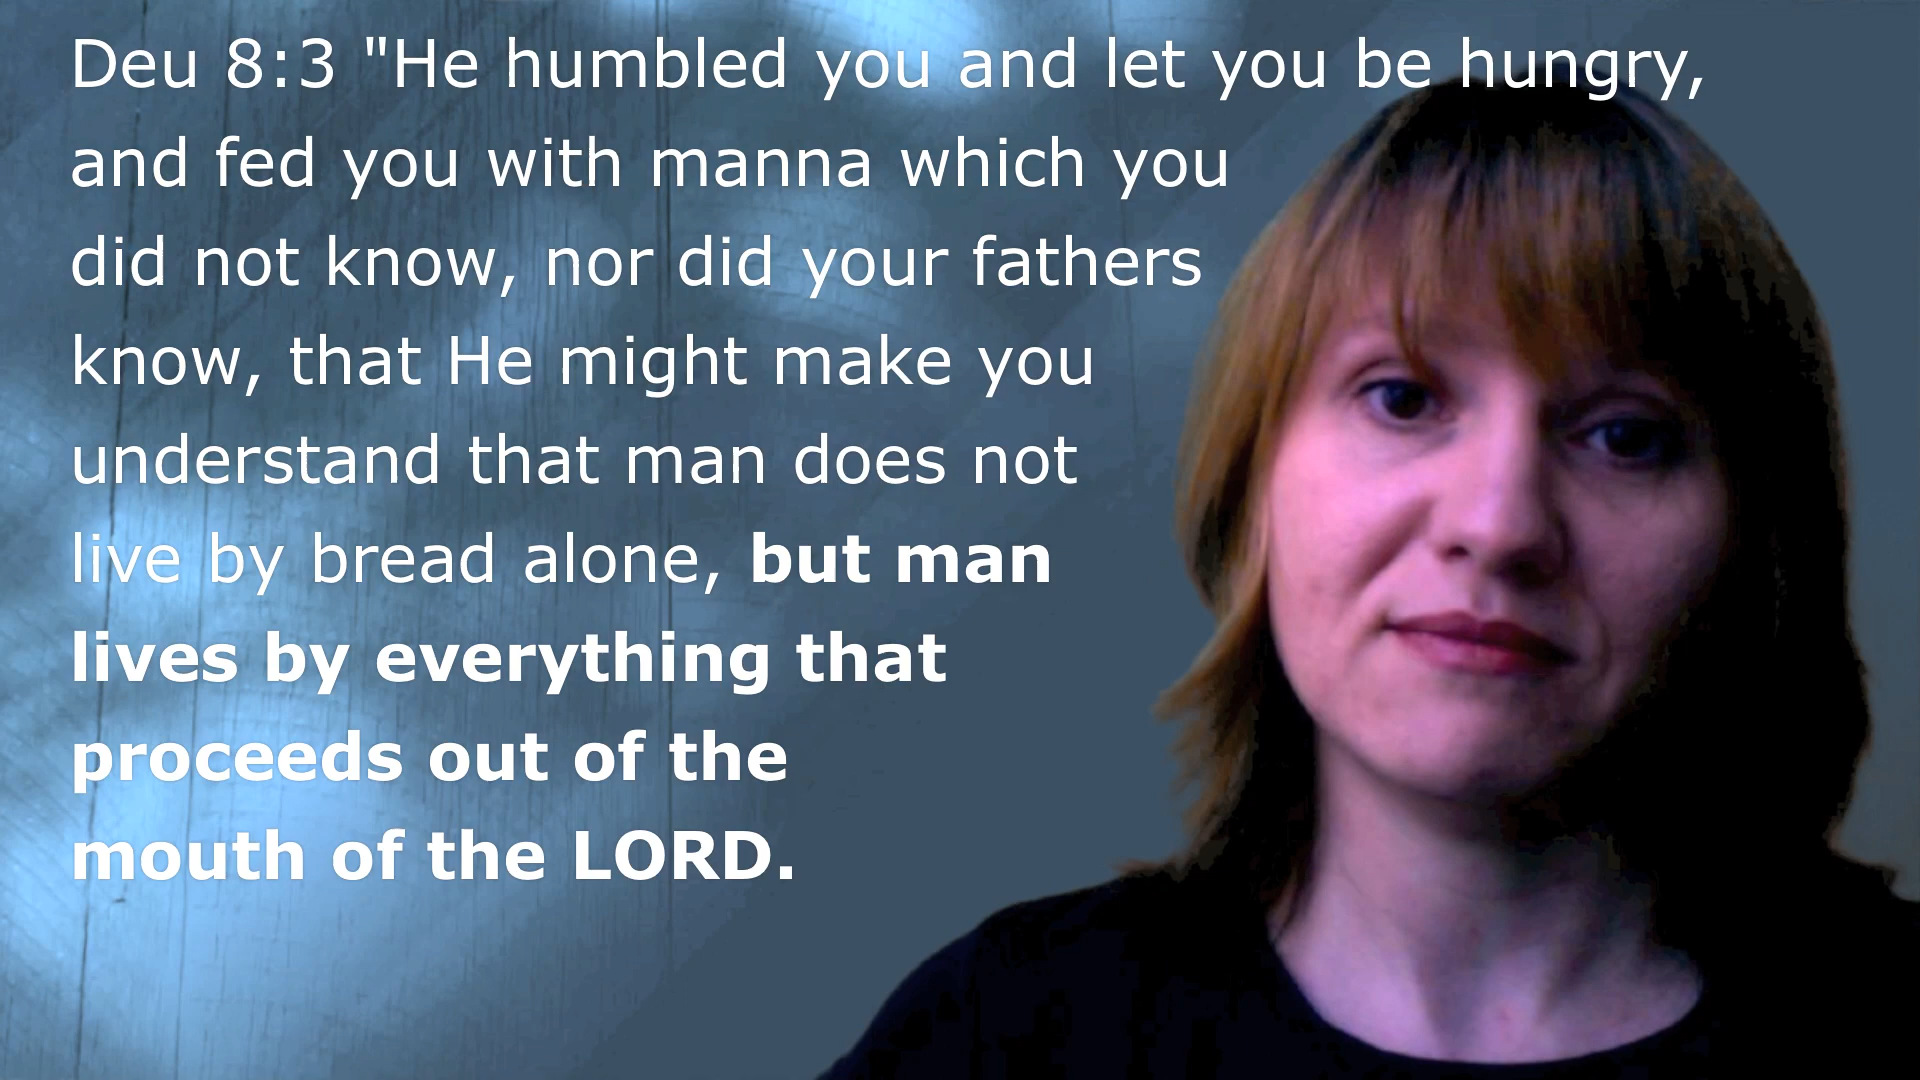 Deu 8:3 "He humbled you and let you be hungry,
and fed you with manna which you
did not know, nor did your fathers
know, that He might make you
understand that man does not
live by bread alone, but man
lives by everything that
proceeds out of the
mouth of the LORD.